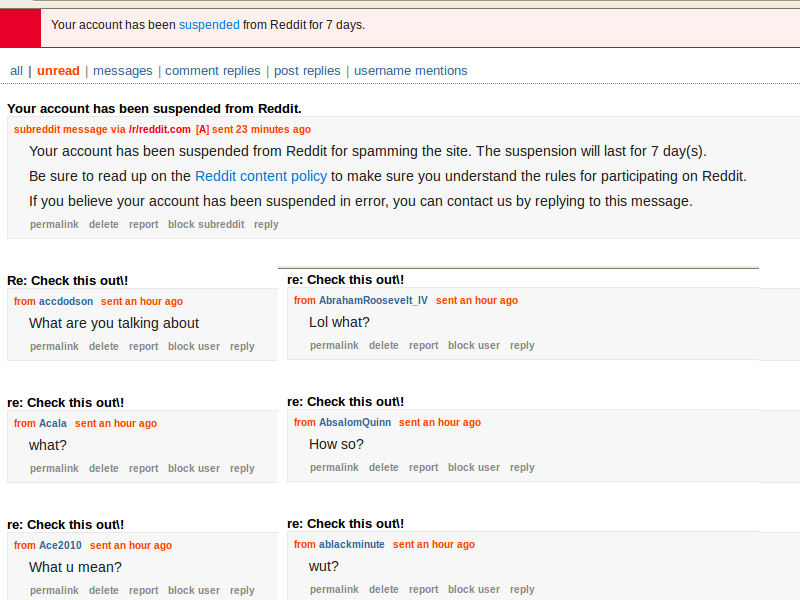 Your account has been suspended from Reddit for 7 days.
all | unread | messages | comment replies | post replies | username mentions
Your account has been suspended from Reddit.
subreddit message via /r/reddit.com [A] sent 23 minutes ago
Your account has been suspended from Reddit for spamming the site. The suspension will last for 7 day(s).
Be sure to read up on the Reddit content policy to make sure you understand the rules for participating on Reddit.
If you believe your account has been suspended in error, you can contact us by replying to this message.
permalink delete report block subreddit reply
Re: Check this out\!
from accdodson sent an hour ago
What are you talking about
permalink delete report block user reply
re: Check this out\!
from AbrahamRoosevelt_IV sent an hour ago
Lol what?
permalink delete report block user reply
re: Check this out\!
from Acala sent an hour ago
what?
permalink delete report block user reply
re: Check this out\!
from AbsalomQuinn sent an hour ago
How so?
permalink delete report block user reply
re: Check this out\!
from Ace2010 sent an hour ago
What u mean?
permalink delete report block user reply
re: Check this out\!
from ablackminute sent an hour ago
wut?
permalink delete report block user reply